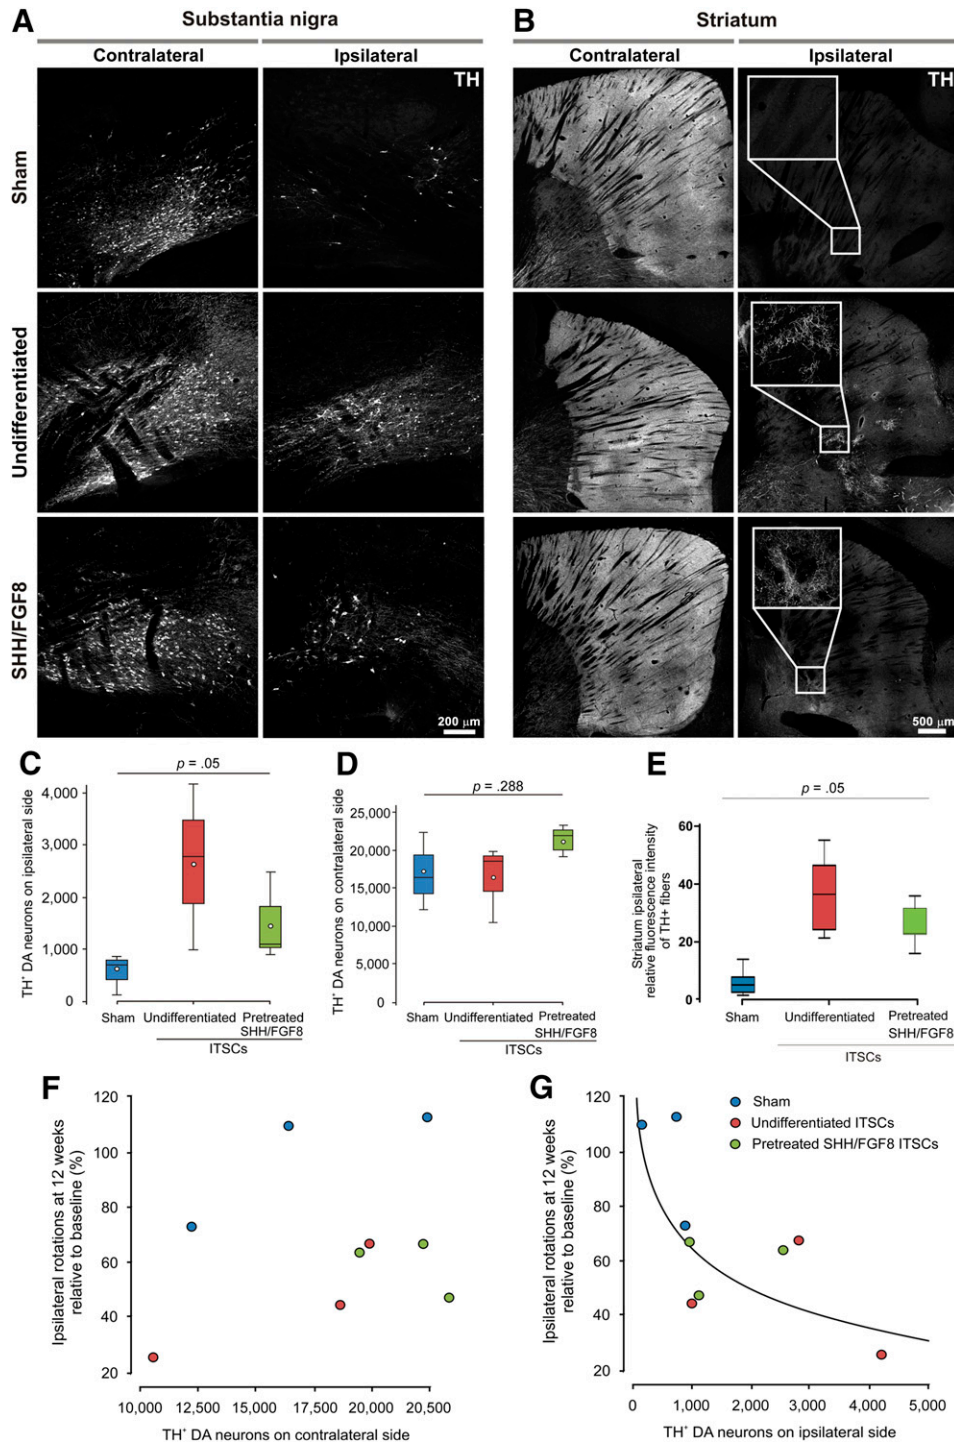 A
Substantia nigra
Contralateral
Ipsilateral
TH
Sham
Undifferentiated
SHH/FGF8
200 µm
B
Striatum
Contralateral
Ipsilateral
TH
500 µm
C
p = .05
TH+ DA neurons on ipsilateral side
4,000
3,000
2,000
1,000
0
Sham
Undifferentiated
Pretreated
SHH/FGF8
ITSCs
D
p = .288
TH+ DA neurons on contralateral side
25,000
20,000
15,000
17,000
5,000
0
Sham
Undifferentiated
Pretreated
SHH/FGF8
ITSCs
E
p = .05
Striatum ipsilateral
relative fluorescence intensity
of TH+ fibers
60
40
20
0
Sham
Undifferentiated
Pretreated
SHH/FGF8
ITSCs
F
Ipsilateral rotations at 12 weeks
relative to baseline (%)
120
100
80
60
40
20
10,000
12,500
17,500
20,000
20,500
TH+ DA neurons on contralateral side
G
Ipsilateral rotations at 12 weeks
relative to baseline (%)
120
100
80
60
40
20
0
1,000
2,000
3,000
4,000
5,000
TH+ DA neurons on ipsilateral side
Sham
Undifferentiated ITSCs
Pretreated SHH/FGF8 ITSCs